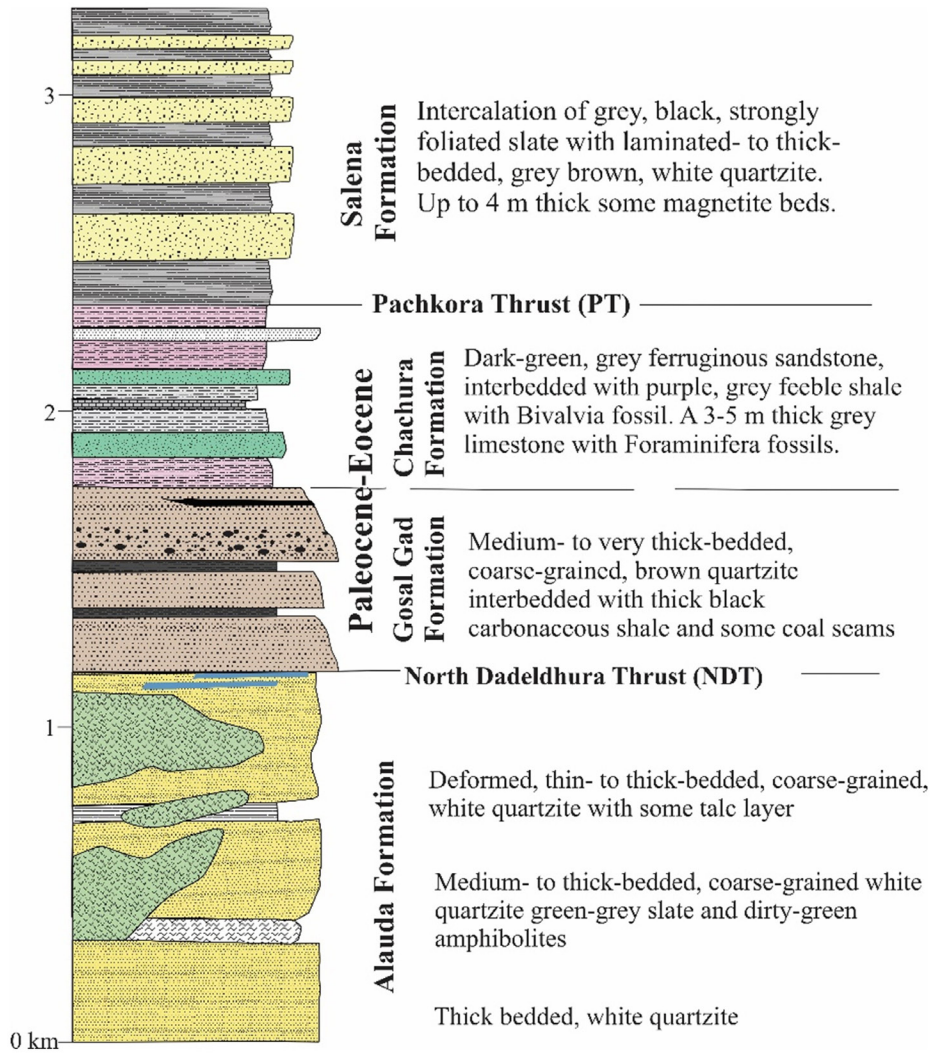 3
Salena
Formation
Intercalation of grey, black, strongly
foliated slate with laminated- to thick-
bedded, grey brown, white quartzite.
Up to 4 m thick some magnetite beds.
Pachkora Thrust (PT)
2
Paleocene-Eocene
Chachura
Formation
Dark-green, grey ferruginous sandstone,
interbedded with purple, grey feeble shale
with Bivalvia fossil. A 3-5 m thick grey
limestone with Foraminifera fossils.
Gosal Gad
Formation
Medium- to very thick-bedded,
coarse-grained, brown quartzite
interbedded with thick black
carbonaceous shale and some coal seams
North Dadeldhura Thrust (NDT)
1
Alauda Formation
Deformed, thin- to thick-bedded, coarse-grained,
white quartzite with some talc layer
Medium- to thick-bedded, coarse-grained white
quartzite green-grey slate and dirty-green
amphibolites
Thick bedded, white quartzite
0 km